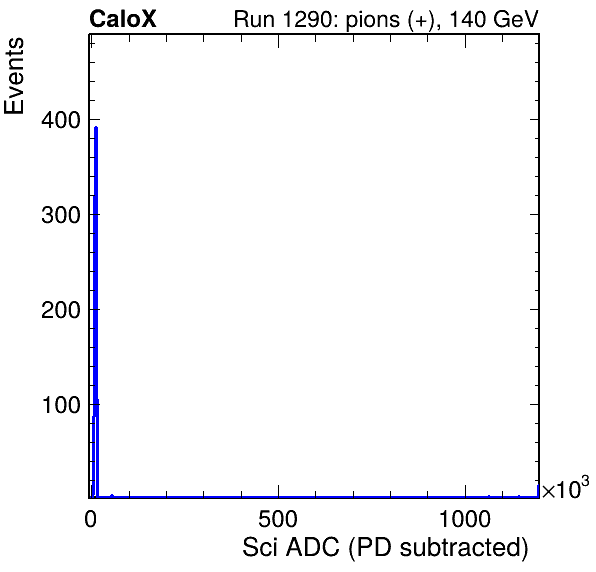 CaloX Run 1290: pions (+), 140 GeV
Events
400
300
200
100
0 500 1000 ×10³
Sci ADC (PD subtracted)